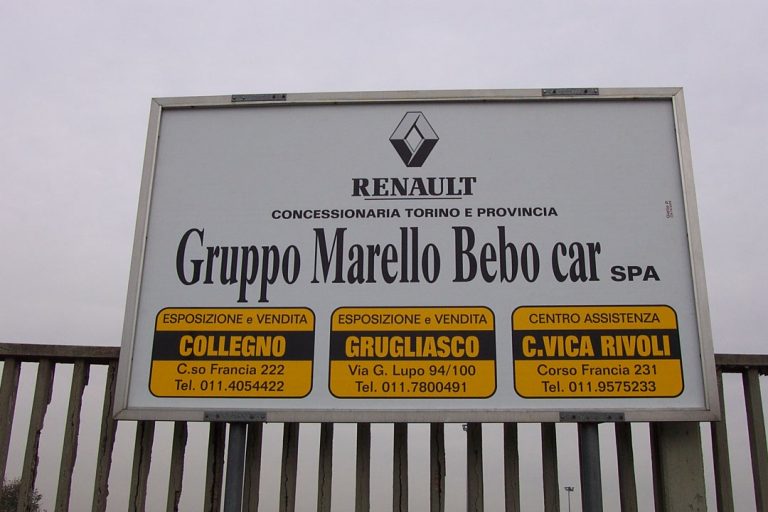 RENAULT
CONCESSIONARIA TORINO E PROVINCIA
Gruppo Marello Bebo car SPA
ESPOSIZIONE e VENDITA
COLLEGNO
C.so Francia 222
Tel. 011.4054422
ESPOSIZIONE e VENDITA
GRUGLIASCO
Via G. Lupo 94/100
Tel. 011.7800491
CENTRO ASSISTENZA
C.VICA RIVOLI
Corso Francia 231
Tel. 011.9575233